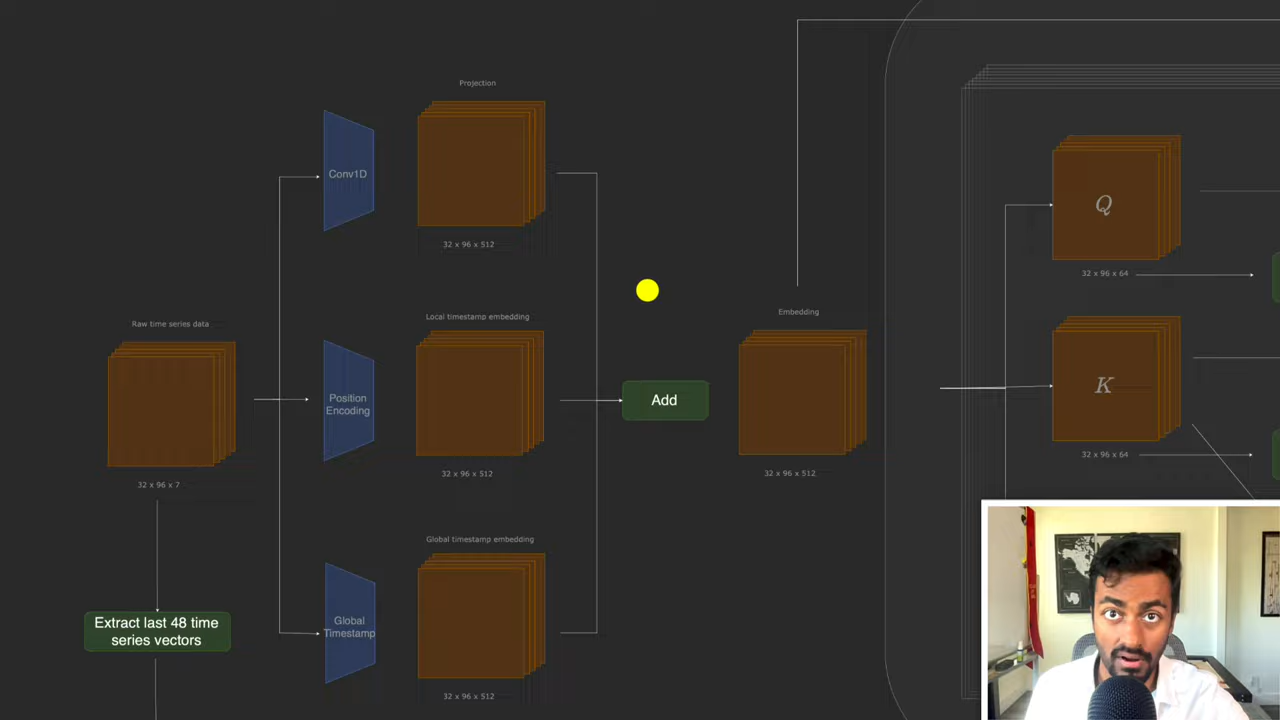 Projection
Conv1D
32 x 96 x 512
Q
32 x 96 x 64
Raw time series data
32 x 96 x 7
Local timestamp embedding
Position
Encoding
32 x 96 x 512
Add
Embedding
32 x 96 x 512
K
32 x 96 x 64
Global timestamp embedding
Global
Timestamp
32 x 96 x 512
Extract last 48 time
series vectors